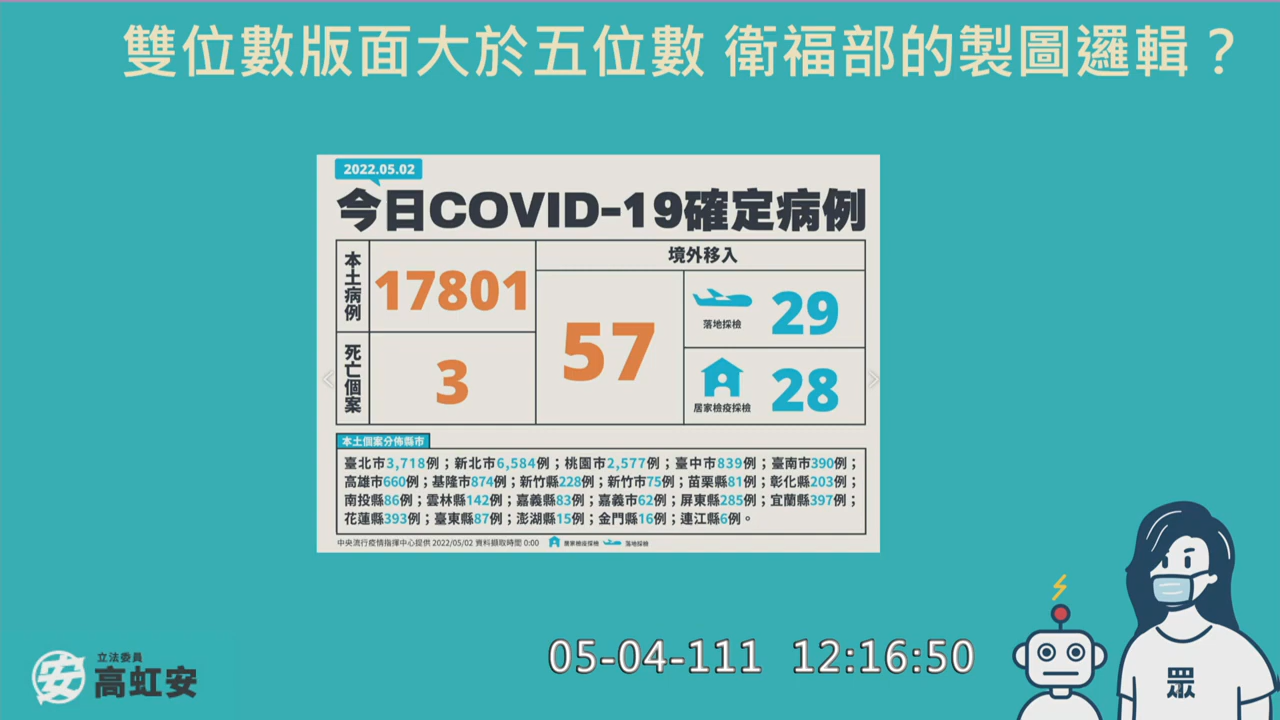 雙位數版面大於五位數 衛福部的製圖邏輯？
2022.05.02
今日COVID-19確定病例
本土病例
17801
境外移入
57
落地採檢
29
死亡個案
3
居家檢疫採檢
28
本土個案分佈縣市
臺北市3,718例；新北市6,584例；桃園市2,577例；臺中市839例；臺南市390例；
高雄市660例；基隆市874例；新竹縣228例；新竹市75例；苗栗縣81例；彰化縣203例；
南投縣86例；雲林縣142例；嘉義縣83例；嘉義市62例；屏東縣285例；宜蘭縣397例；
花蓮縣393例；臺東縣87例；澎湖縣15例；金門縣16例；連江縣6例。
中央流行疫情指揮中心提供 2022/05/02 資料擷取時間 0:00 居家檢疫採檢 落地採檢
安
立法委員
高虹安
05-04-111 12:16:50
眾